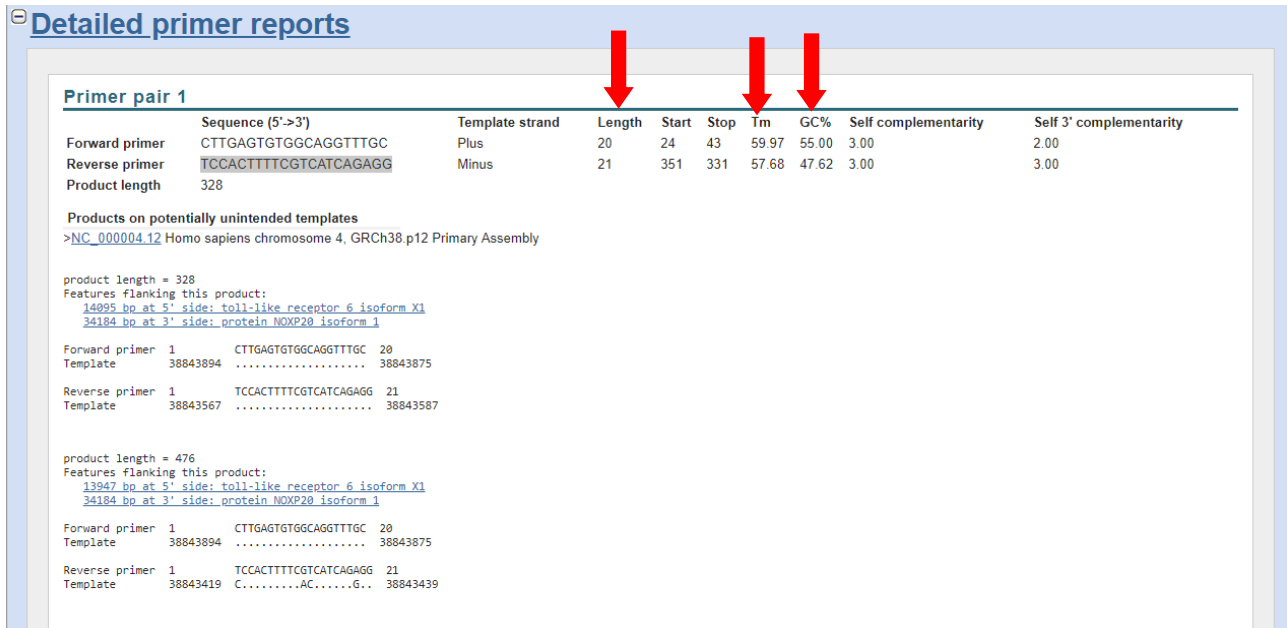 Detailed primer reports
Primer pair 1
Sequence (5'->3') Template strand Length Start Stop Tm GC% Self complementarity Self 3' complementarity
Forward primer CTTGAGTGTGGCAGGTTTGC Plus 20 24 43 59.97 55.00 3.00 2.00
Reverse primer TCCACTTTTCGTCATCAGAGG Minus 21 351 331 57.68 47.62 3.00 3.00
Product length 328
Products on potentially unintended templates
>NC_000004.12 Homo sapiens chromosome 4, GRCh38.p12 Primary Assembly
product length = 328
Features flanking this product:
14095 bp at 5' side: toll-like receptor 6 isoform X1
34184 bp at 3' side: protein NOXP20 isoform 1
Forward primer 1 CTTGAGTGTGGCAGGTTTGC 20
Template 38843894 .................... 38843875
Reverse primer 1 TCCACTTTTCGTCATCAGAGG 21
Template 38843567 ..................... 38843587
product length = 476
Features flanking this product:
13947 bp at 5' side: toll-like receptor 6 isoform X1
34184 bp at 3' side: protein NOXP20 isoform 1
Forward primer 1 CTTGAGTGTGGCAGGTTTGC 20
Template 38843894 .................... 38843875
Reverse primer 1 TCCACTTTTCGTCATCAGAGG 21
Template 38843419 C.........AC......G.. 38843439